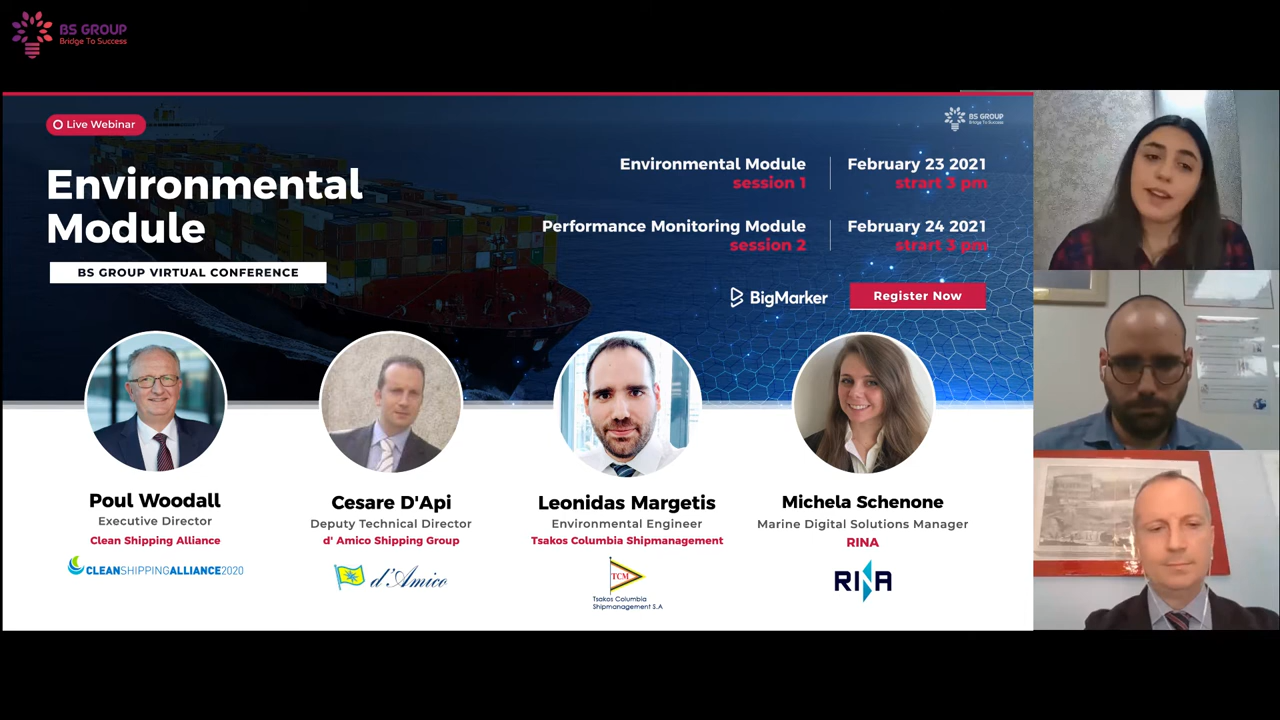 BS GROUP
Bridge To Success
Live Webinar
BS GROUP
Bridge To Success
Environmental
Module
BS GROUP VIRTUAL CONFERENCE
Environmental Module
session 1
February 23 2021
strart 3 pm
Performance Monitoring Module
session 2
February 24 2021
strart 3 pm
BigMarker
Register Now
Poul Woodall
Executive Director
Clean Shipping Alliance
CLEANSHIPPINGALLIANCE2020
Cesare D'Api
Deputy Technical Director
d' Amico Shipping Group
d'Amico
Leonidas Margetis
Environmental Engineer
Tsakos Columbia Shipmanagement
TCM
Tsakos Columbia
Shipmanagement S.A
Michela Schenone
Marine Digital Solutions Manager
RINA
RINA